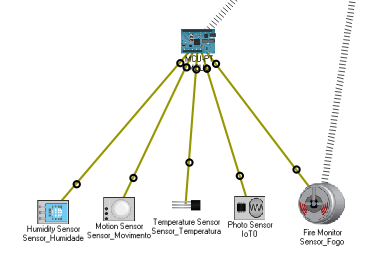 MCU-PT
Humidity Sensor
Sensor_Humidade
Motion Sensor
Sensor_Movimento
Temperature Sensor
Sensor_Temperatura
Photo Sensor
IoT0
Fire Monitor
Sensor_Fogo